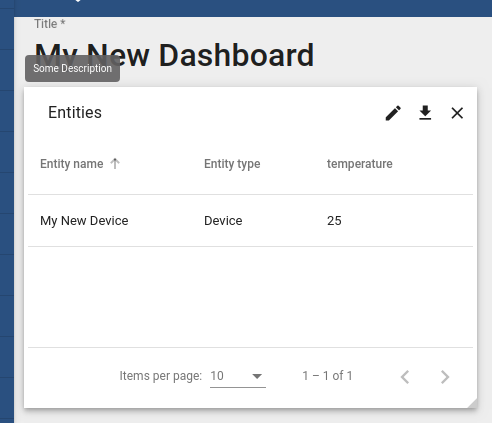 Title *
My New Dashboard
Some Description
Entities
Entity name Entity type temperature
My New Device Device 25
Items per page: 10 1 – 1 of 1